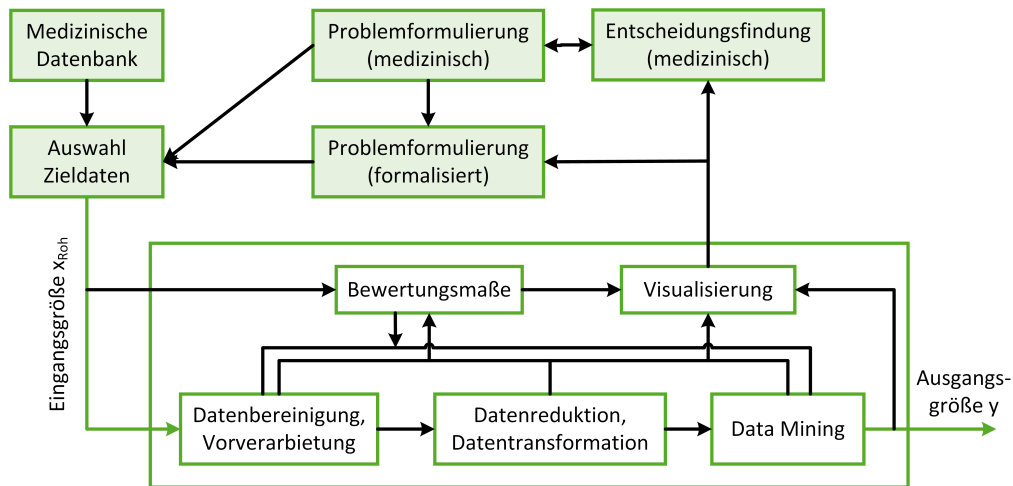 Medizinische
Datenbank
Problemformulierung
(medizinisch)
Entscheidungsfindung
(medizinisch)
Auswahl
Zieldaten
Problemformulierung
(formalisiert)
Eingangsgröße xRoh
Bewertungsmaße
Visualisierung
Datenbereinigung,
Vorverarbietung
Datenreduktion,
Datentransformation
Data Mining
Ausgangs-
größe y